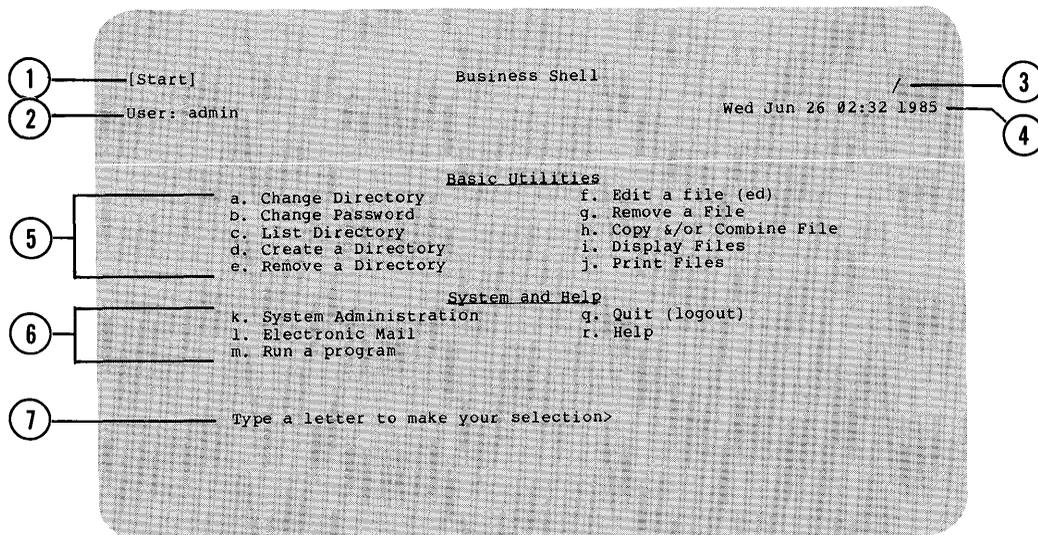 1 [Start] Business Shell / 3
2 User: admin Wed Jun 26 02:32 1985 4
Basic Utilities
5
a. Change Directory f. Edit a file (ed)
b. Change Password g. Remove a File
c. List Directory h. Copy &/or Combine File
d. Create a Directory i. Display Files
e. Remove a Directory j. Print Files
System and Help
6
k. System Administration q. Quit (logout)
l. Electronic Mail r. Help
m. Run a program
7 Type a letter to make your selection>